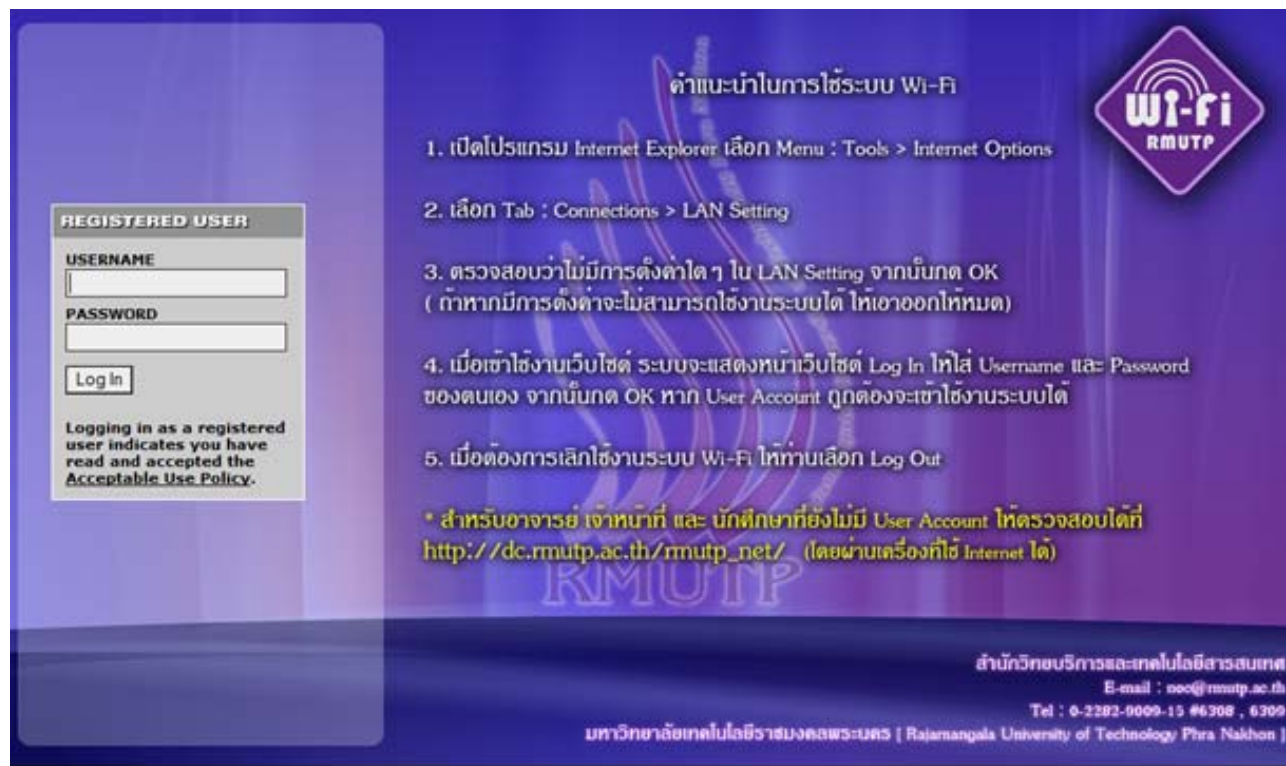 REGISTERED USER
USERNAME
PASSWORD
Log In
Logging in as a registered
user indicates you have
read and accepted the
Acceptable Use Policy.
คำแนะนำในการใช้ระบบ Wi-Fi
1. เปิดโปรแกรม Internet Explorer เลือก Menu : Tools > Internet Options
2. เลือก Tab : Connections > LAN Setting
3. ตรวจสอบว่าไม่มีการตั้งค่าใด ๆ ใน LAN Setting จากนั้นกด OK
( ถ้าหากมีการตั้งค่าจะไม่สามารถใช้งานระบบได้ ให้เอาออกให้หมด)
4. เมื่อเข้าใช้งานเว็บไซต์ ระบบจะแสดงหน้าเว็บไซต์ Log In ให้ใส่ Username และ Password
ของตนเอง จากนั้นกด OK หาก User Account ถูกต้องจะเข้าใช้งานระบบได้
5. เมื่อต้องการเลิกใช้งานระบบ Wi-Fi ให้ท่านเลือก Log Out
* สำหรับอาจารย์ เจ้าหน้าที่ และ นักศึกษาที่ยังไม่มี User Account ให้ตรวจสอบได้ที่
http://dc.rmutp.ac.th/rmutp_net/ (โดยผ่านเครื่องที่ใช้ Internet ได้)
Wi-Fi
RMUTP
RMUTP
สำนักวิทยบริการและเทคโนโลยีสารสนเทศ
E-mail : noc@rmutp.ac.th
Tel : 0-2282-9009-15 #6308 , 6309
มหาวิทยาลัยเทคโนโลยีราชมงคลพระนคร [ Rajamangala University of Technology Phra Nakhon ]